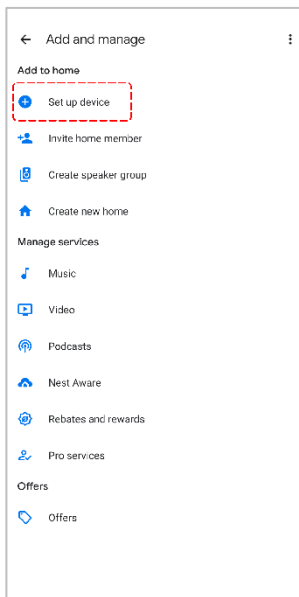 Add and manage
Add to home
Set up device
Invite home member
Create speaker group
Create new home
Manage services
Music
Video
Podcasts
Nest Aware
Rebates and rewards
Pro services
Offers
Offers